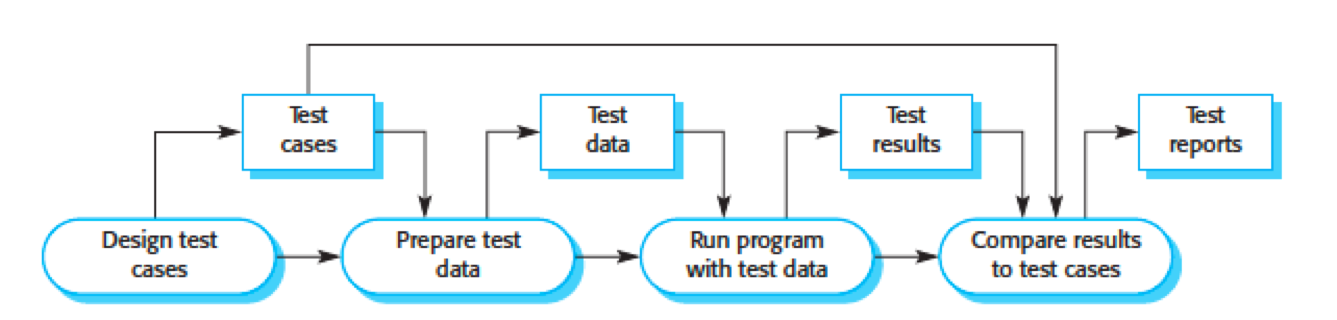 Test
cases
Test
data
Test
results
Test
reports
Design test
cases
Prepare test
data
Run program
with test data
Compare results
to test cases